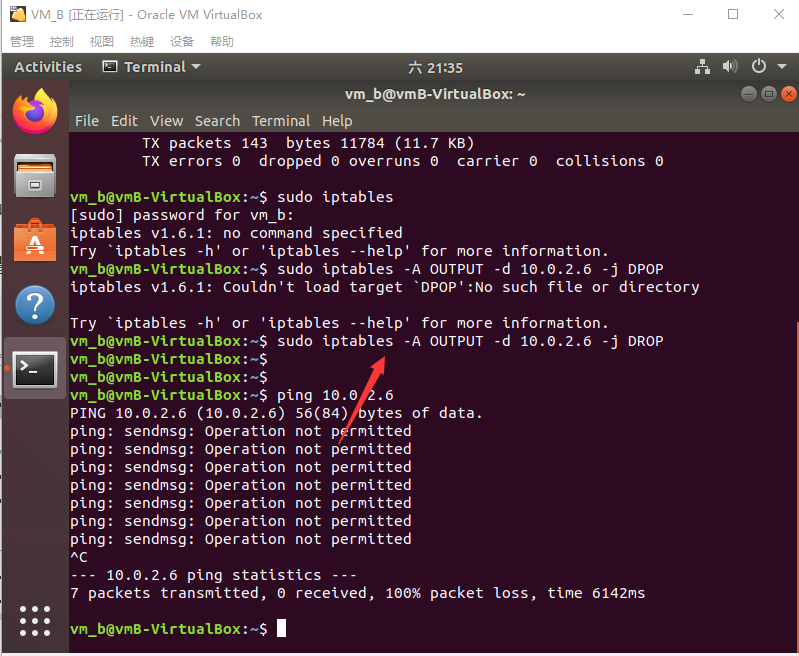 VM_B [正在运行] - Oracle VM VirtualBox
管理 控制 视图 热键 设备 帮助
Activities Terminal 六 21:35
vm_b@vmB-VirtualBox: ~
File Edit View Search Terminal Help
TX packets 143  bytes 11784 (11.7 KB)
TX errors 0  dropped 0 overruns 0  carrier 0  collisions 0
vm_b@vmB-VirtualBox:~$ sudo iptables
[sudo] password for vm_b:
iptables v1.6.1: no command specified
Try `iptables -h' or 'iptables --help' for more information.
vm_b@vmB-VirtualBox:~$ sudo iptables -A OUTPUT -d 10.0.2.6 -j DPOP
iptables v1.6.1: Couldn't load target `DPOP':No such file or directory
Try `iptables -h' or 'iptables --help' for more information.
vm_b@vmB-VirtualBox:~$ sudo iptables -A OUTPUT -d 10.0.2.6 -j DROP
vm_b@vmB-VirtualBox:~$
vm_b@vmB-VirtualBox:~$
vm_b@vmB-VirtualBox:~$ ping 10.0.2.6
PING 10.0.2.6 (10.0.2.6) 56(84) bytes of data.
ping: sendmsg: Operation not permitted
ping: sendmsg: Operation not permitted
ping: sendmsg: Operation not permitted
ping: sendmsg: Operation not permitted
ping: sendmsg: Operation not permitted
ping: sendmsg: Operation not permitted
ping: sendmsg: Operation not permitted
^C
--- 10.0.2.6 ping statistics ---
7 packets transmitted, 0 received, 100% packet loss, time 6142ms
vm_b@vmB-VirtualBox:~$